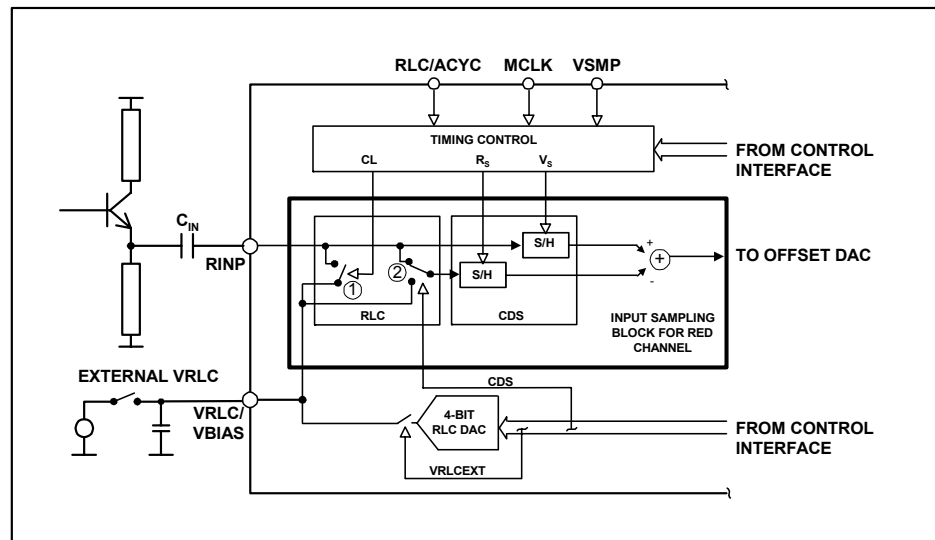 RLC/ACYC MCLK VSMP
TIMING CONTROL
CL RS VS
FROM CONTROL
INTERFACE
CIN
RINP
1
2
S/H
S/H
+
+
-
TO OFFSET DAC
RLC
CDS
INPUT SAMPLING
BLOCK FOR RED
CHANNEL
EXTERNAL VRLC
VRLC/
VBIAS
CDS
4-BIT
RLC DAC
FROM CONTROL
INTERFACE
VRLCEXT